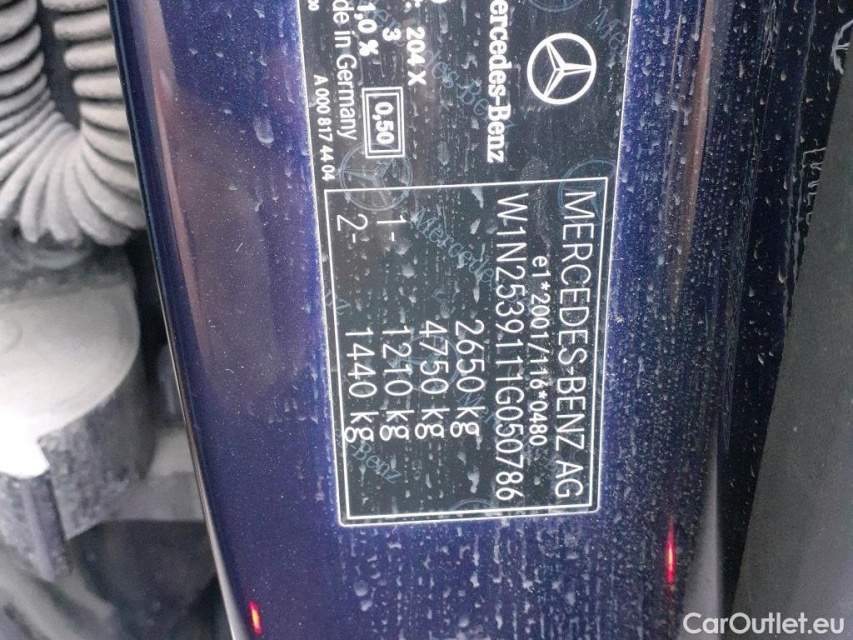 Mercedes-Benz
204 X
3
1,0 %
0,50
de in Germany
A 000 817 44 04
MERCEDES-BENZ AG
e1*2001/116*0480
W1N2539111G050786
2650 kg
4750 kg
1- 1210 kg
2- 1440 kg
CarOutlet.eu